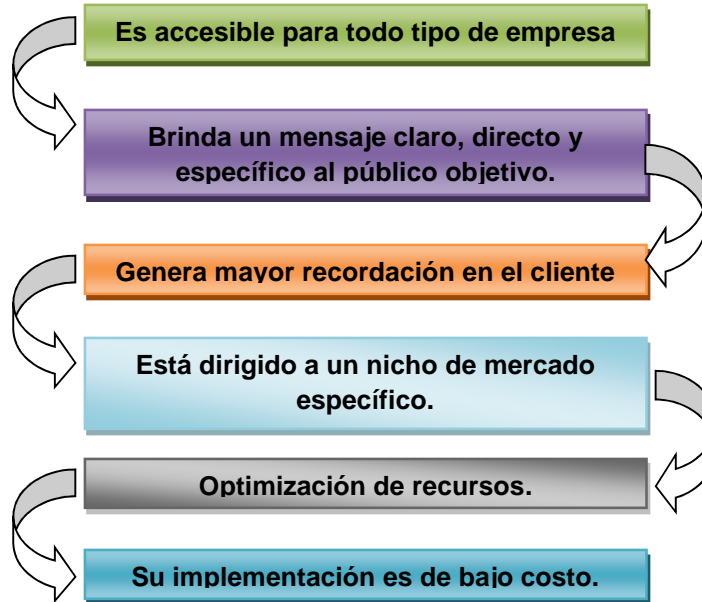 Es accesible para todo tipo de empresa
Brinda un mensaje claro, directo y
específico al público objetivo.
Genera mayor recordación en el cliente
Está dirigido a un nicho de mercado
específico.
Optimización de recursos.
Su implementación es de bajo costo.